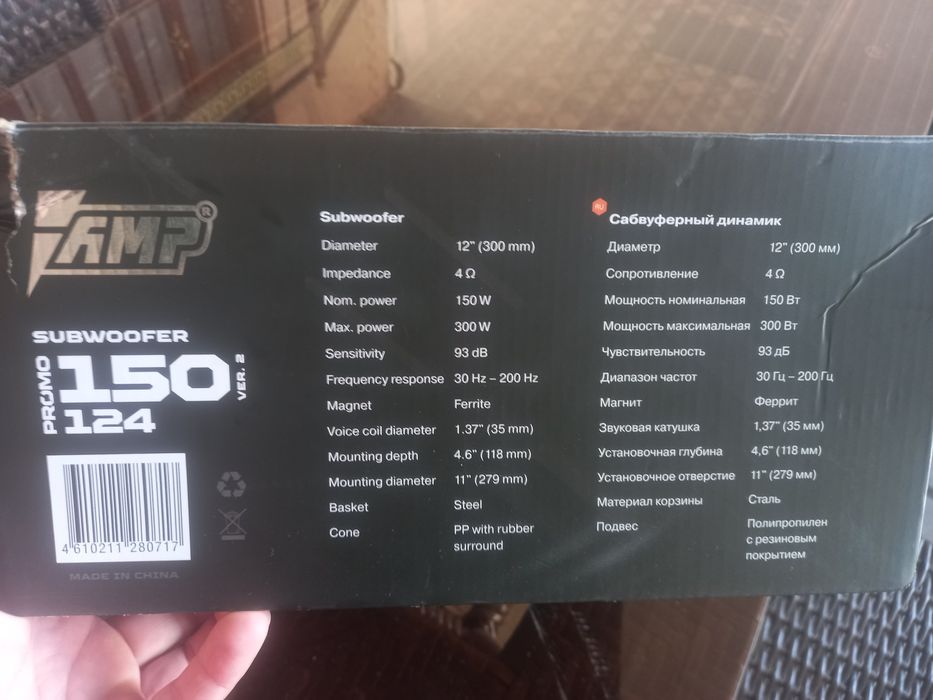 AMP®
SUBWOOFER
PROMO
150
VER. 2
124
4 610211 280717
MADE IN CHINA
Subwoofer
Diameter 12" (300 mm)
Impedance 4 Ω
Nom. power 150 W
Max. power 300 W
Sensitivity 93 dB
Frequency response 30 Hz – 200 Hz
Magnet Ferrite
Voice coil diameter 1.37" (35 mm)
Mounting depth 4.6" (118 mm)
Mounting diameter 11" (279 mm)
Basket Steel
Cone PP with rubber
surround
RU
Сабвуферный динамик
Диаметр 12" (300 мм)
Сопротивление 4 Ω
Мощность номинальная 150 Вт
Мощность максимальная 300 Вт
Чувствительность 93 дБ
Диапазон частот 30 Гц – 200 Гц
Магнит Феррит
Звуковая катушка 1,37" (35 мм)
Установочная глубина 4,6" (118 мм)
Установочное отверстие 11" (279 мм)
Материал корзины Сталь
Подвес Полипропилен
с резиновым
покрытием